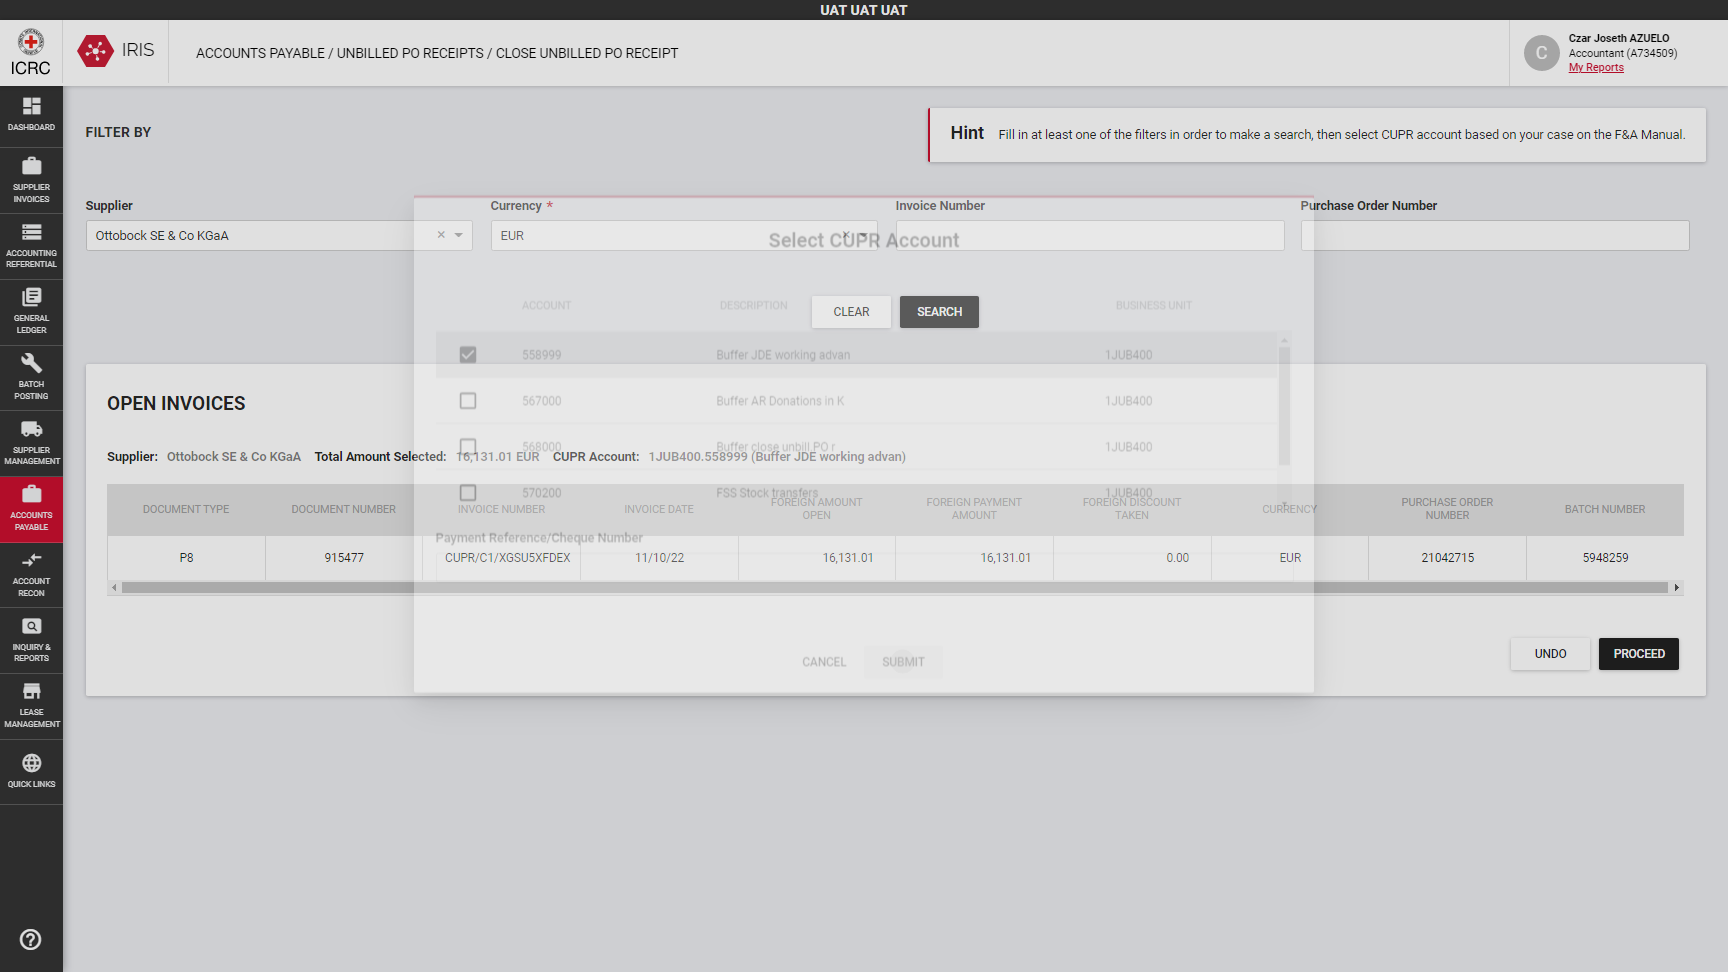 UAT UAT UAT
ICRC
IRIS
ACCOUNTS PAYABLE / UNBILLED PO RECEIPTS / CLOSE UNBILLED PO RECEIPT
C
Czar Joseth AZUELO
Accountant (A734509)
My Reports
DASHBOARD
SUPPLIER
INVOICES
ACCOUNTING
REFERENTIAL
GENERAL
LEDGER
BATCH
POSTING
SUPPLIER
MANAGEMENT
ACCOUNTS
PAYABLE
ACCOUNT
RECON
INQUIRY &
REPORTS
LEASE
MANAGEMENT
QUICK LINKS
FILTER BY
Hint Fill in at least one of the filters in order to make a search, then select CUPR account based on your case on the F&A Manual.
Supplier
Currency *
Invoice Number
Purchase Order Number
Ottobock SE & Co KGaA
EUR
CLEAR
SEARCH
Select CUPR Account
ACCOUNT DESCRIPTION BUSINESS UNIT
558999 Buffer JDE working advan 1JUB400
567000 Buffer AR Donations in K 1JUB400
568000 Buffer close unbill PO r 1JUB400
570200 FSS Stock transfers 1JUB400
Payment Reference/Cheque Number
CANCEL
SUBMIT
OPEN INVOICES
Supplier: Ottobock SE & Co KGaA Total Amount Selected: 16,131.01 EUR CUPR Account: 1JUB400.558999 (Buffer JDE working advan)
DOCUMENT TYPE
DOCUMENT NUMBER
INVOICE NUMBER
INVOICE DATE
FOREIGN AMOUNT
OPEN
FOREIGN PAYMENT
AMOUNT
FOREIGN DISCOUNT
TAKEN
CURRENCY
PURCHASE ORDER
NUMBER
BATCH NUMBER
P8 915477 CUPR/C1/XGSU5XFDEX 11/10/22 16,131.01 16,131.01 0.00 EUR 21042715 5948259
UNDO
PROCEED